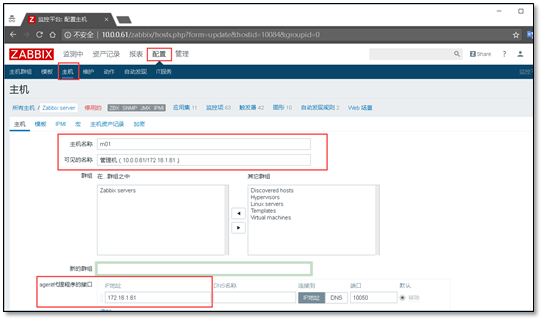 监控平台: 配置主机
不安全 | 10.0.0.61/zabbix/hosts.php?form=update&hostid=10084&groupid=0
ZABBIX 监测中 资产记录 报表 配置 管理 Share ?
主机群组 模板 主机 维护 动作 自动发现 IT服务
主机
所有主机 / Zabbix server 停用的 ZBX SNMP JMX IPMI 应用集 11 监控项 63 触发器 42 图形 10 自动发现规则 2 Web 场景
主机 模板 IPMI 宏 主机资产记录 加密
主机名称 m01
可见的名称 管理机（10.0.0.61/172.16.1.61）
群组 在...群组之中 其它群组
Zabbix servers
Discovered hosts
Hypervisors
Linux servers
Templates
Virtual machines
新的群组
agent代理程序的接口 IP地址 DNS名称 连接到 端口 默认
172.16.1.61 IP地址 DNS 10050 移除